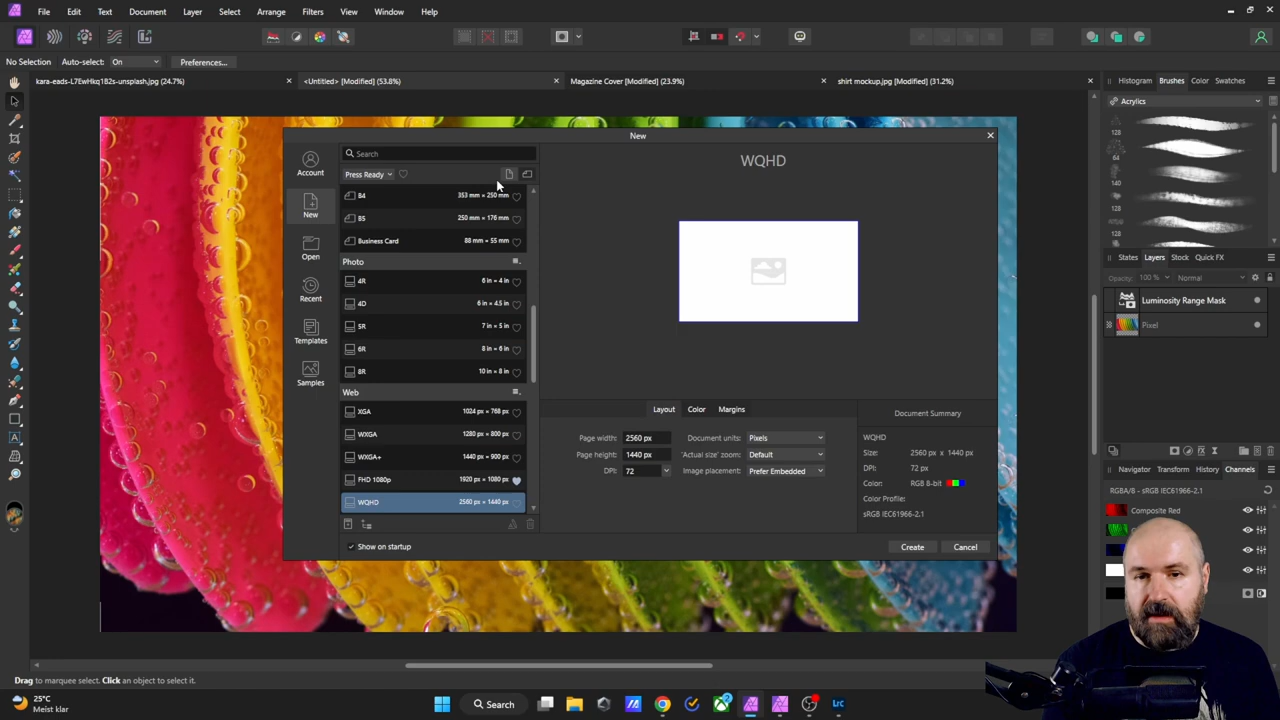 File Edit Text Document Layer Select Arrange Filters View Window Help
No Selection Auto-select: On Preferences...
kara-eads-L7EwHkq1B2s-unsplash.jpg (24.7%) <Untitled> [Modified] (53.8%) Magazine Cover [Modified] (23.9%) shirt mockup.jpg [Modified] (31.2%)
Histogram Brushes Color Swatches
Acrylics
128
64
140
128
128
States Layers Stock Quick FX
Opacity: 100 % Normal
Luminosity Range Mask
Pixel
Navigator Transform History Channels
RGBA/8 - sRGB IEC61966-2.1
Composite Red
New
Account
New
Open
Recent
Templates
Samples
Search
Press Ready
B4 353 mm × 250 mm
B5 250 mm × 176 mm
Business Card 88 mm × 55 mm
Photo
4R 6 in × 4 in
4D 6 in × 4.5 in
5R 7 in × 5 in
6R 8 in × 6 in
8R 10 in × 8 in
Web
XGA 1024 px × 768 px
WXGA 1280 px × 800 px
WXGA+ 1440 px × 900 px
FHD 1080p 1920 px × 1080 px
WQHD 2560 px × 1440 px
Show on startup
WQHD
Layout Color Margins
Page width: 2560 px Document units: Pixels
Page height: 1440 px 'Actual size' zoom: Default
DPI: 72 Image placement: Prefer Embedded
Document Summary
WQHD
Size: 2560 px x 1440 px
DPI: 72 px
Color: RGB 8-bit
Color Profile:
sRGB IEC61966-2.1
Create Cancel
Drag to marquee select. Click an object to select it.
25°C
Meist klar
Search
Lrc